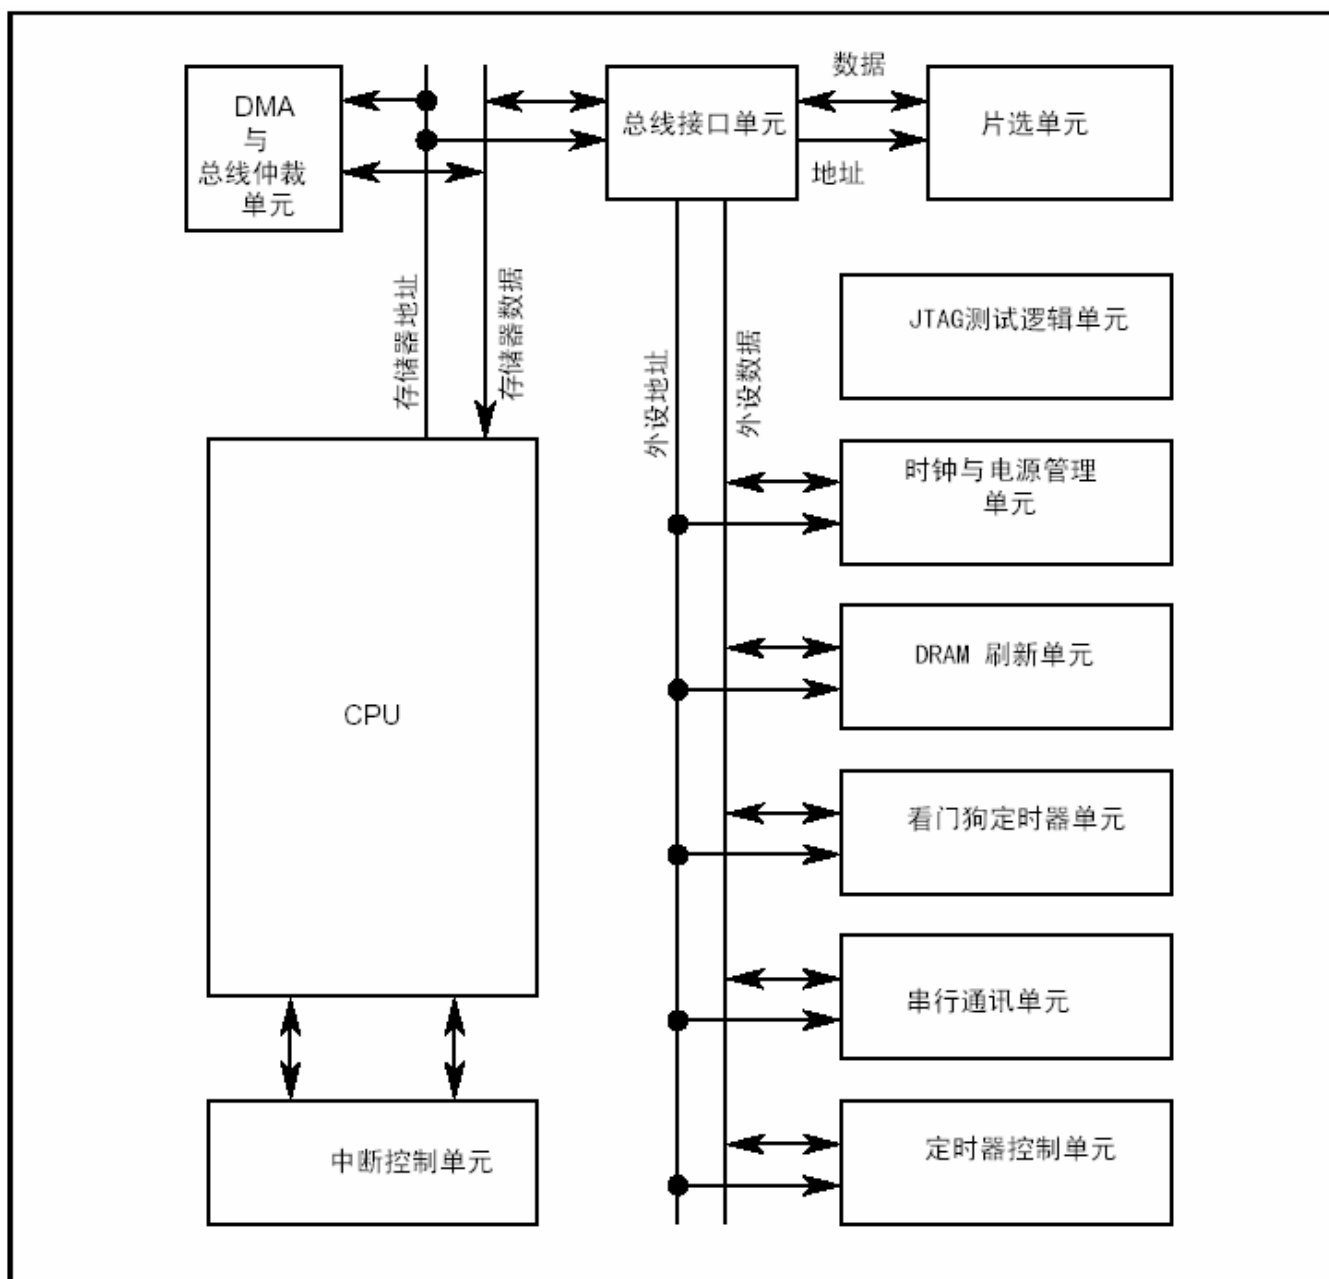 DMA
与
总线仲裁
单元
总线接口单元
数据
地址
片选单元
存储器地址
存储器数据
外设地址
外设数据
JTAG测试逻辑单元
时钟与电源管理
单元
CPU
DRAM 刷新单元
看门狗定时器单元
串行通讯单元
中断控制单元
定时器控制单元